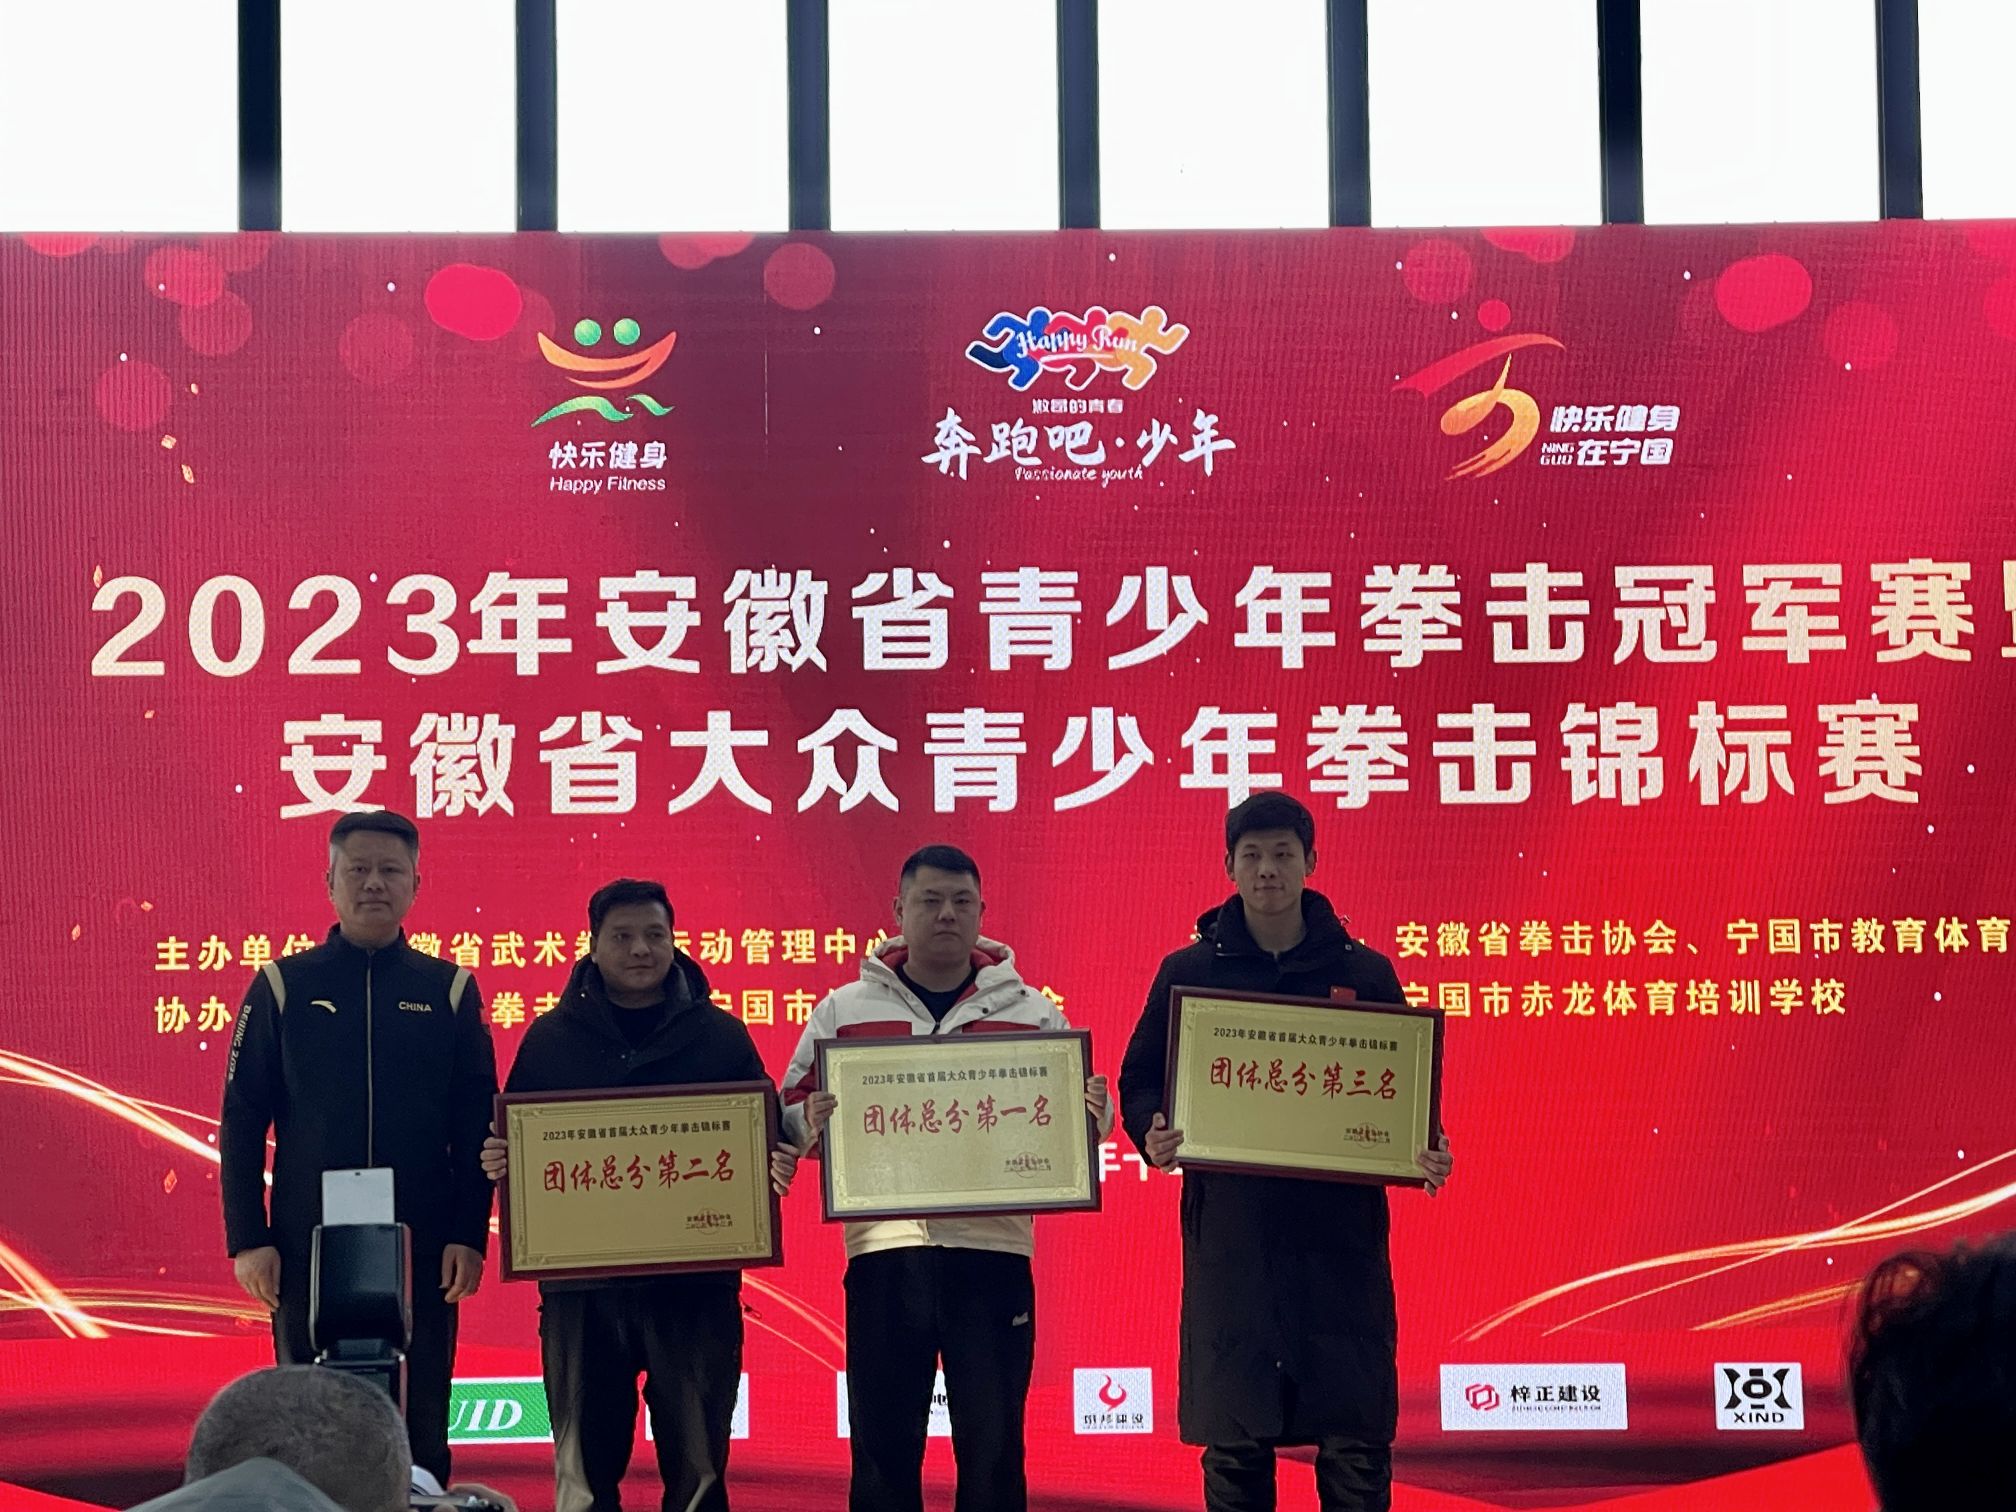 快乐健身
Happy Fitness
Happy Run
激昂的青春
奔跑吧·少年
Passionate youth
快乐健身
NING GUO 在宁国
2023年安徽省青少年拳击冠军赛
安徽省大众青少年拳击锦标赛
主办单位 徽省武术拳 运动管理中心
安徽省拳击协会、宁国市教育体育
协办 拳击 宁国市 会
宁国市赤龙体育培训学校
CHINA
BEIJING 202
2023年安徽省首届大众青少年拳击锦标赛
团体总分第二名
2023年安徽省首届大众青少年拳击锦标赛
团体总分第一名
2023年安徽省首届大众青少年拳击锦标赛
团体总分第三名
年十
UID
梓正建设
XIND